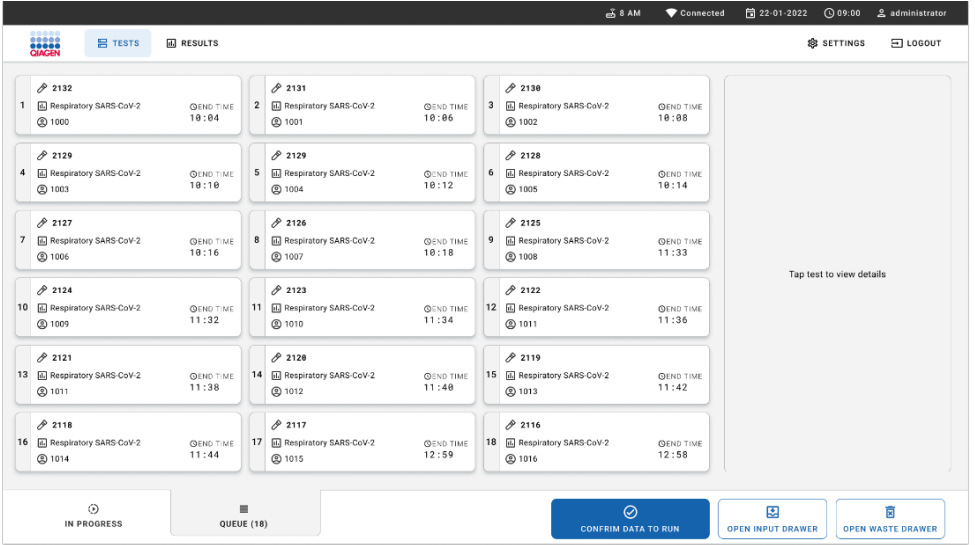 8 AM Connected 22-01-2022 09:00 administrator
QIAGEN TESTS RESULTS SETTINGS LOGOUT
1 2132 Respiratory SARS-CoV-2 1000 END TIME 10:04
2 2131 Respiratory SARS-CoV-2 1001 END TIME 10:06
3 2130 Respiratory SARS-CoV-2 1002 END TIME 10:08
4 2129 Respiratory SARS-CoV-2 1003 END TIME 10:10
5 2129 Respiratory SARS-CoV-2 1004 END TIME 10:12
6 2128 Respiratory SARS-CoV-2 1005 END TIME 10:14
7 2127 Respiratory SARS-CoV-2 1006 END TIME 10:16
8 2126 Respiratory SARS-CoV-2 1007 END TIME 10:18
9 2125 Respiratory SARS-CoV-2 1008 END TIME 11:33
10 2124 Respiratory SARS-CoV-2 1009 END TIME 11:32
11 2123 Respiratory SARS-CoV-2 1010 END TIME 11:34
12 2122 Respiratory SARS-CoV-2 1011 END TIME 11:36
13 2121 Respiratory SARS-CoV-2 1011 END TIME 11:38
14 2120 Respiratory SARS-CoV-2 1012 END TIME 11:40
15 2119 Respiratory SARS-CoV-2 1013 END TIME 11:42
16 2118 Respiratory SARS-CoV-2 1014 END TIME 11:44
17 2117 Respiratory SARS-CoV-2 1015 END TIME 12:59
18 2116 Respiratory SARS-CoV-2 1016 END TIME 12:58
Tap test to view details
IN PROGRESS QUEUE (18) CONFRIM DATA TO RUN OPEN INPUT DRAWER OPEN WASTE DRAWER